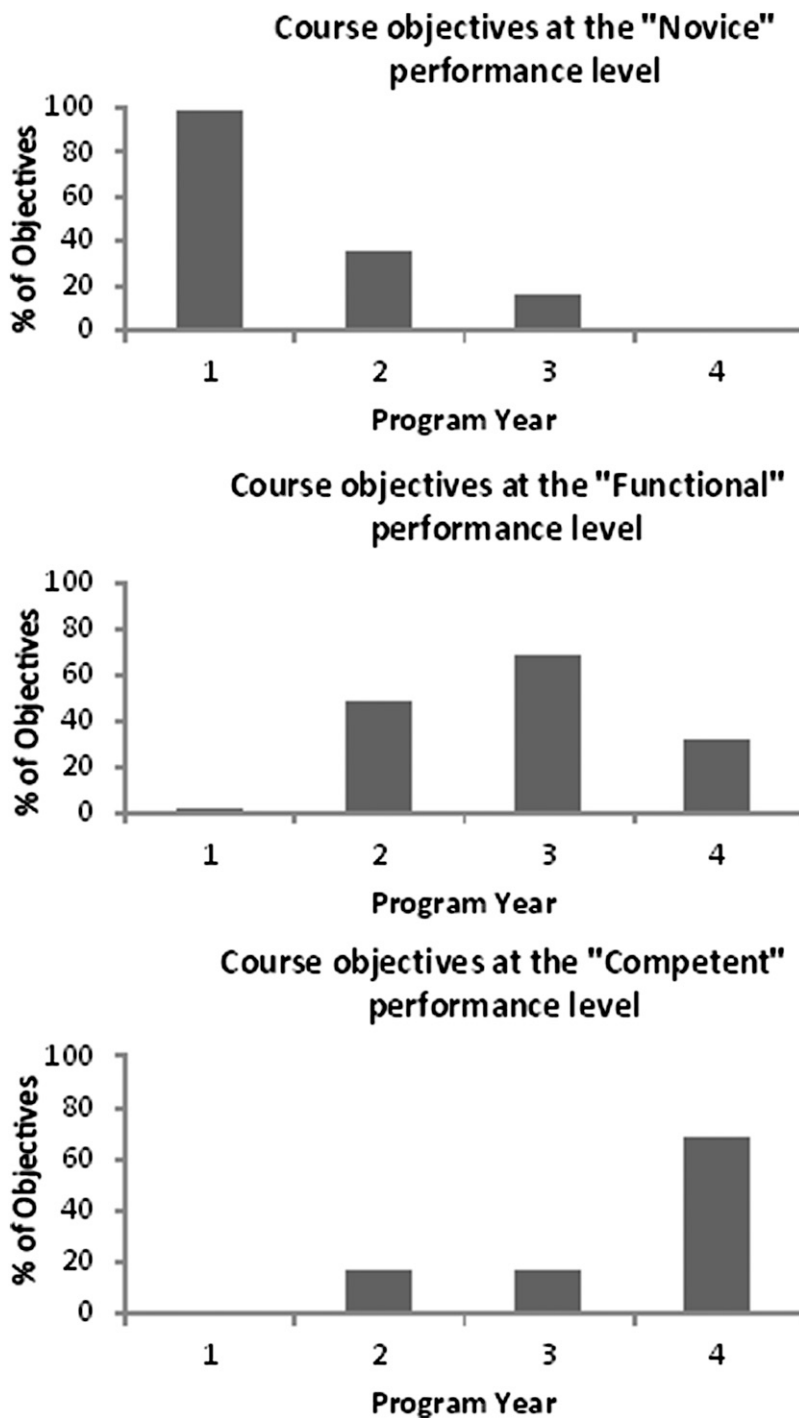 Course objectives at the "Novice"
performance level
100
80
60
40
20
0
% of Objectives
1 2 3 4
Program Year
Course objectives at the "Functional"
performance level
100
80
60
40
20
0
% of Objectives
1 2 3 4
Program Year
Course objectives at the "Competent"
performance level
100
80
60
40
20
0
% of Objectives
1 2 3 4
Program Year